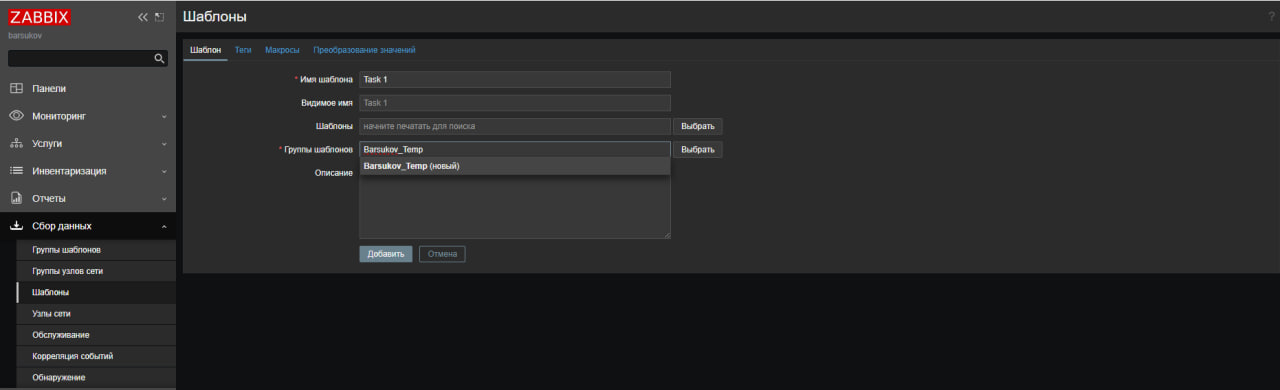 ZABBIX
barsukov
Панели
Мониторинг
Услуги
Инвентаризация
Отчеты
Сбор данных
Группы шаблонов
Группы узлов сети
Шаблоны
Узлы сети
Обслуживание
Корреляция событий
Обнаружение
Шаблоны
?
Шаблон Теги Макросы Преобразование значений
* Имя шаблона Task 1
Видимое имя Task 1
Шаблоны начните печатать для поиска Выбрать
* Группы шаблонов Barsukov_Temp Выбрать
Barsukov_Temp (новый)
Описание
Добавить Отмена